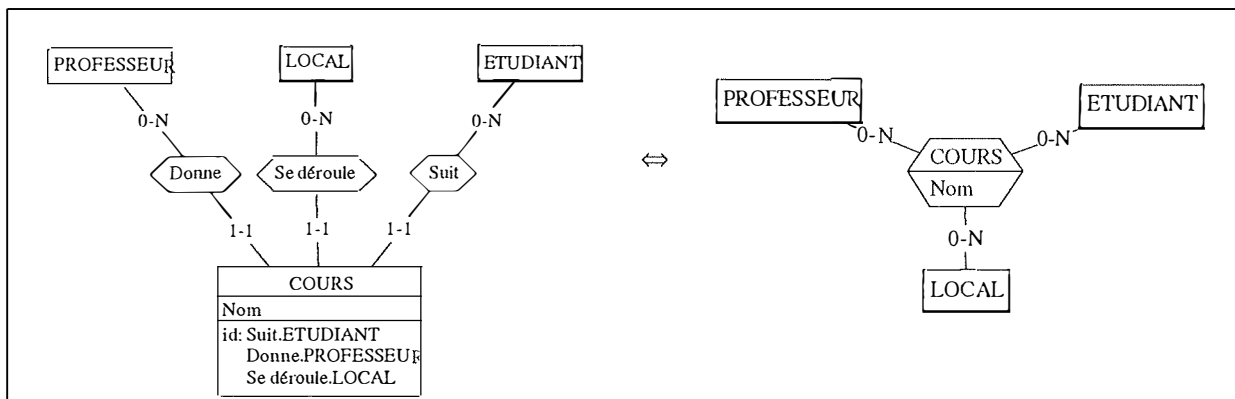 PROFESSEUR LOCAL ETUDIANT
0-N 0-N 0-N
Donne Se déroule Suit
1-1 1-1 1-1
COURS
Nom
id: Suit.ETUDIANT
Donne.PROFESSEUR
Se déroule.LOCAL
⇔
PROFESSEUR ETUDIANT
0-N 0-N
COURS
Nom
0-N
LOCAL